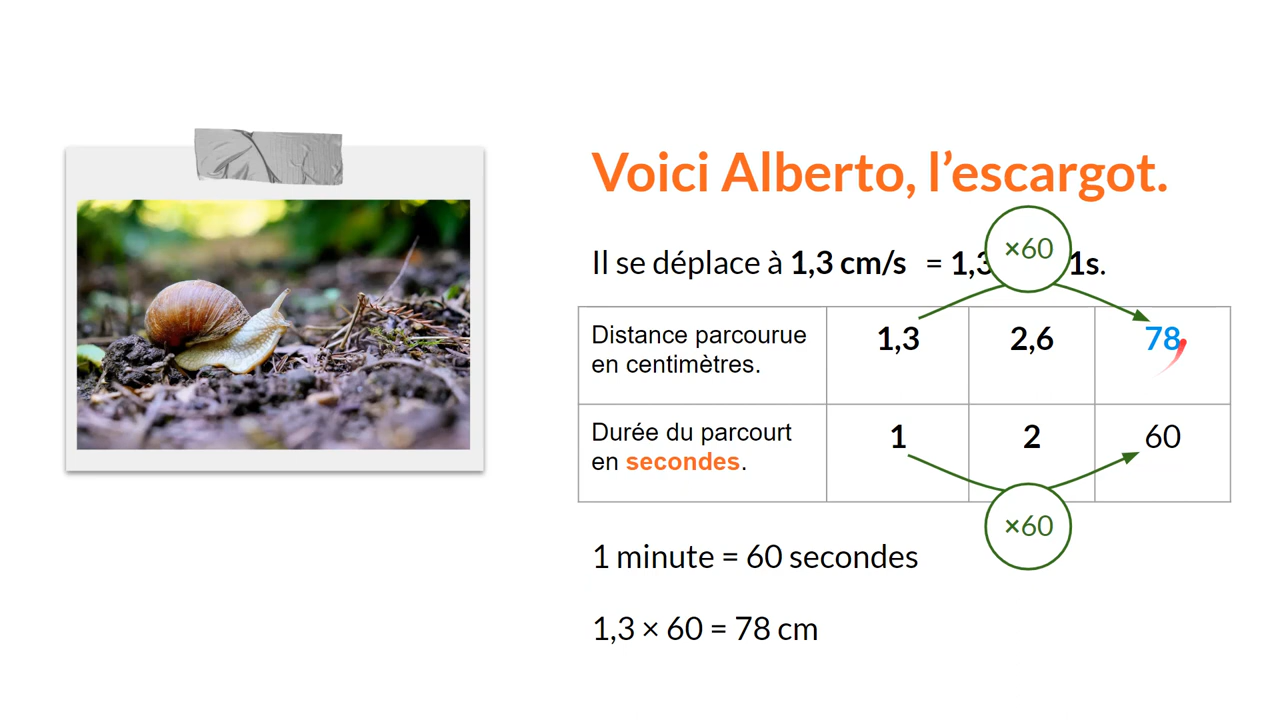 Voici Alberto, l’escargot.
×60
Il se déplace à 1,3 cm/s = 1,3 1s.
Distance parcourue en centimètres. 1,3 2,6 78
Durée du parcourt en secondes. 1 2 60
×60
1 minute = 60 secondes
1,3 × 60 = 78 cm